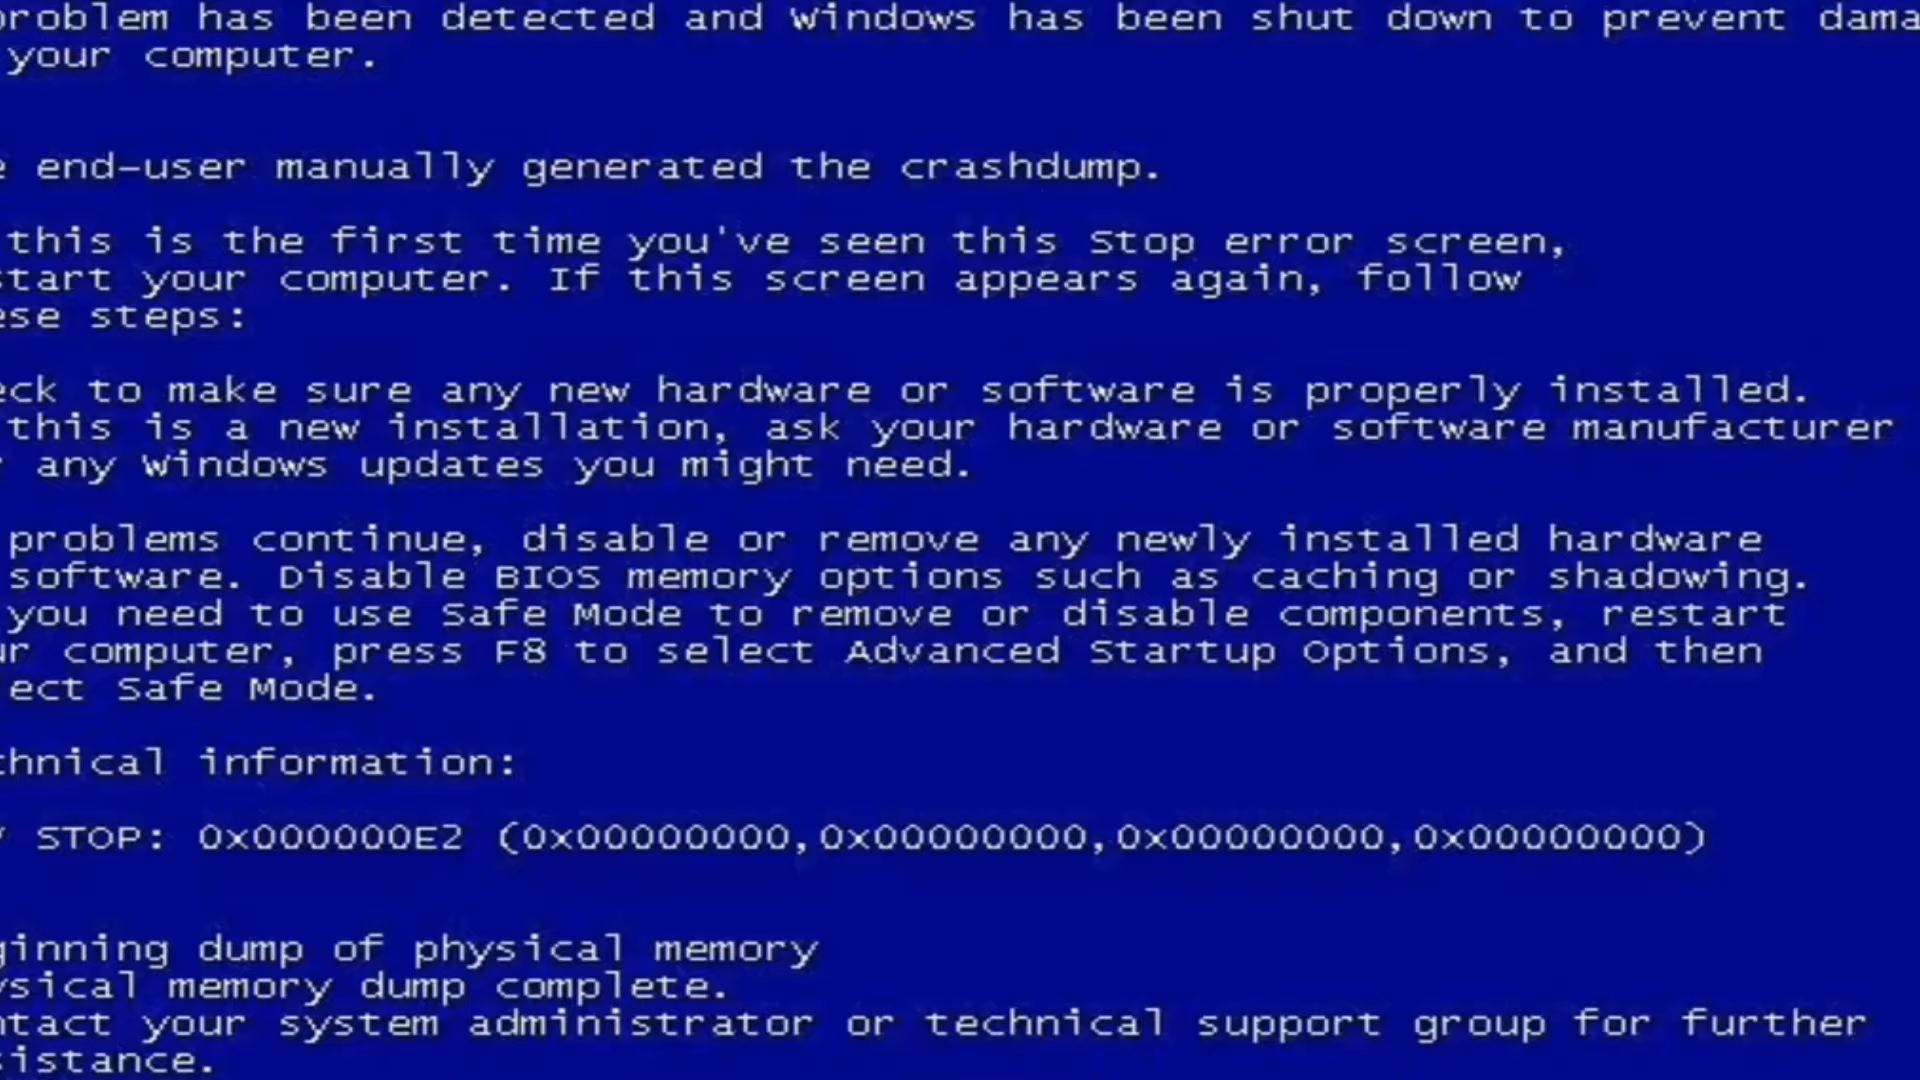 problem has been detected and Windows has been shut down to prevent dama
your computer.
e end-user manually generated the crashdump.
this is the first time you've seen this Stop error screen,
start your computer. If this screen appears again, follow
ese steps:
eck to make sure any new hardware or software is properly installed.
this is a new installation, ask your hardware or software manufacturer
any Windows updates you might need.
problems continue, disable or remove any newly installed hardware
software. Disable BIOS memory options such as caching or shadowing.
you need to use Safe Mode to remove or disable components, restart
ur computer, press F8 to select Advanced Startup Options, and then
ect Safe Mode.
chnical information:
STOP: 0x000000E2 (0x00000000,0x00000000,0x00000000,0x00000000)
ginning dump of physical memory
ysical memory dump complete.
ntact your system administrator or technical support group for further
sistance.